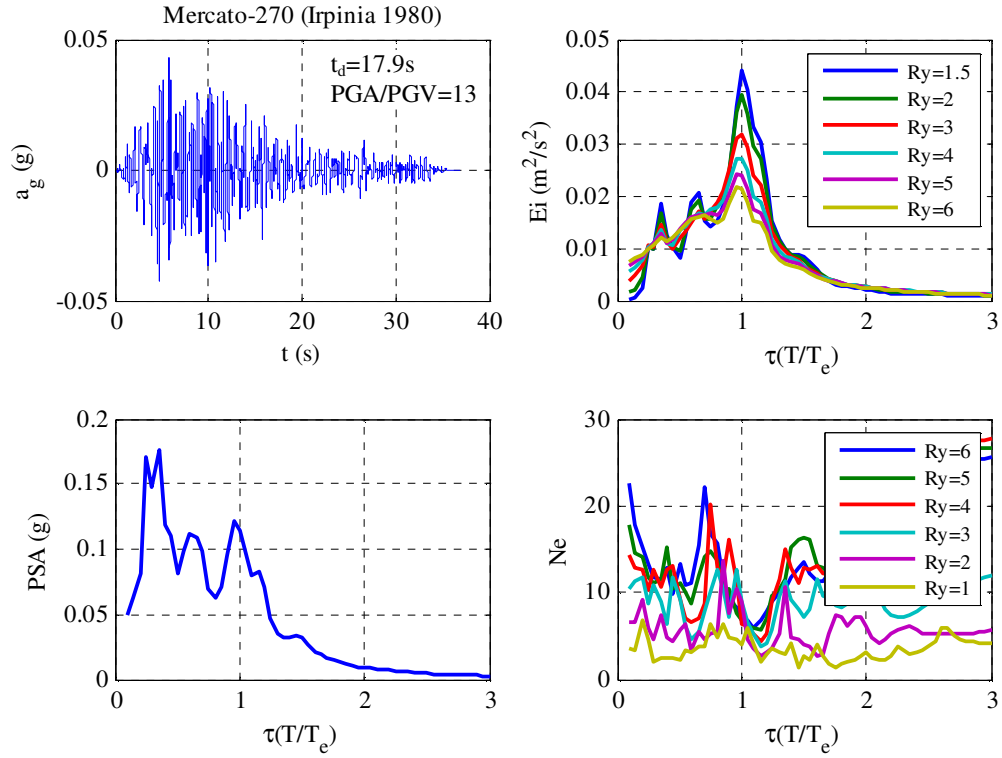 Mercato-270 (Irpinia 1980)
0.05
0
-0.05
a_g (g)
t_d=17.9s
PGA/PGV=13
0 10 20 30 40
t (s)
0.05
0.04
0.03
0.02
0.01
0
Ei (m²/s²)
Ry=1.5
Ry=2
Ry=3
Ry=4
Ry=5
Ry=6
0 1 2 3
τ(T/T_e)
0.2
0.15
0.1
0.05
0
PSA (g)
0 1 2 3
τ(T/T_e)
30
20
10
0
Ne
Ry=6
Ry=5
Ry=4
Ry=3
Ry=2
Ry=1
0 1 2 3
τ(T/T_e)